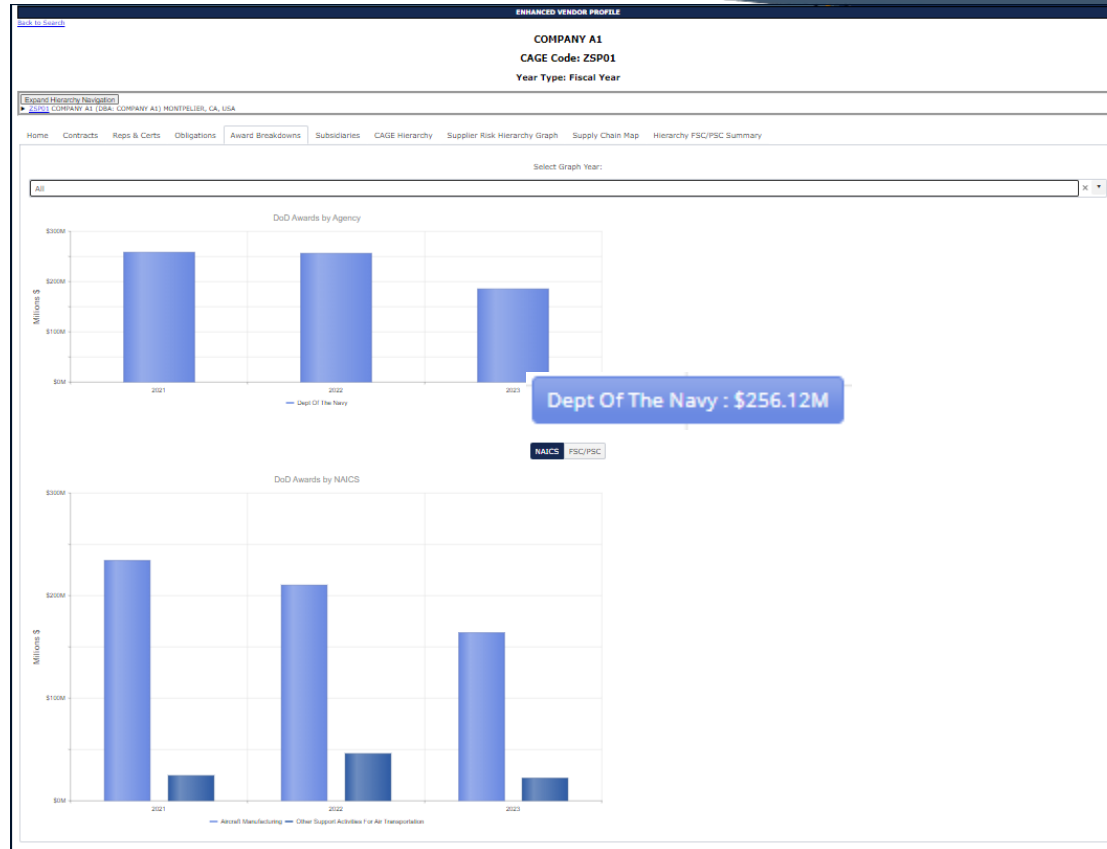 ENHANCED VENDOR PROFILE
Back to Search
COMPANY A1
CAGE Code: ZSP01
Year Type: Fiscal Year
Expand Hierarchy Navigation
► ZSP01 COMPANY A1 (DBA: COMPANY A1) MONTPELIER, CA, USA
Home Contracts Reps & Certs Obligations Award Breakdowns Subsidiaries CAGE Hierarchy Supplier Risk Hierarchy Graph Supply Chain Map Hierarchy FSC/PSC Summary
Select Graph Year:
All × ▼
DoD Awards by Agency
$300M
$200M
$100M
$0M
Millions $
2021 2022 2023
Dept Of The Navy
Dept Of The Navy : $256.12M
NAICS FSC/PSC
DoD Awards by NAICS
$300M
$200M
$100M
$0M
Millions $
2021 2022 2023
Aircraft Manufacturing Other Support Activities For Air Transportation